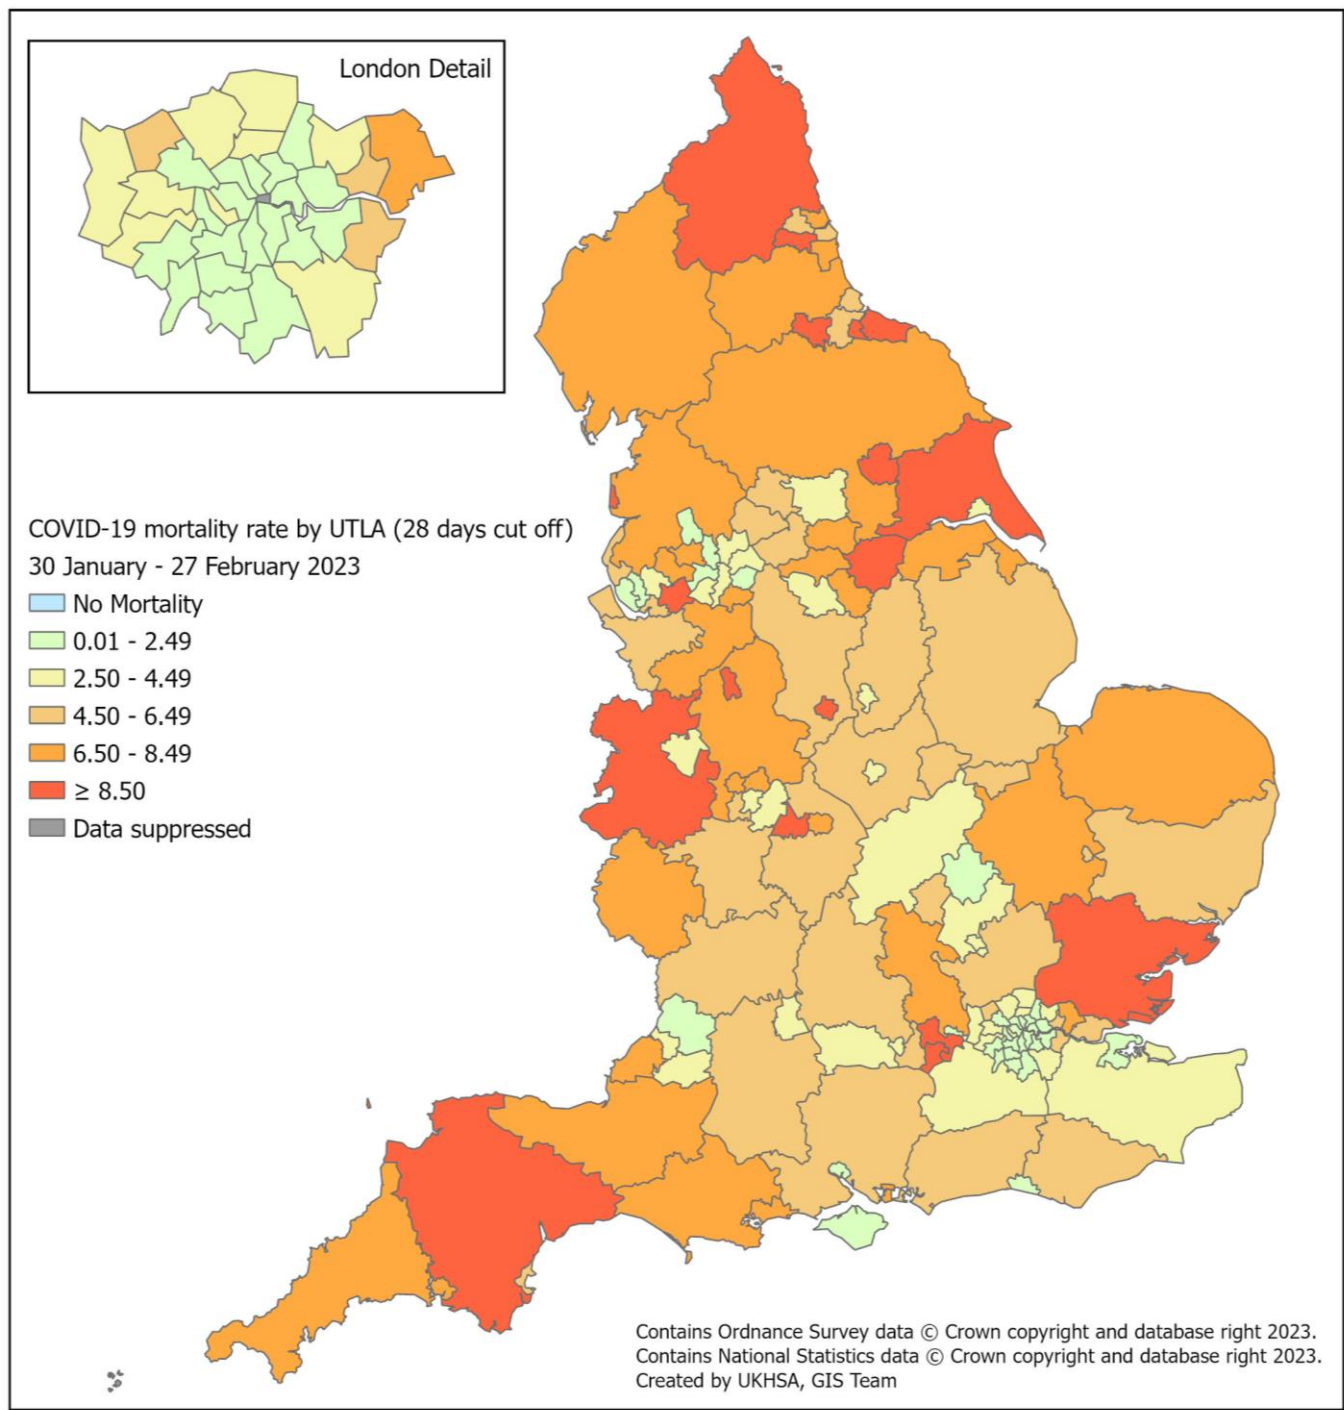 London Detail
COVID-19 mortality rate by UTLA (28 days cut off)
30 January - 27 February 2023
No Mortality
0.01 - 2.49
2.50 - 4.49
4.50 - 6.49
6.50 - 8.49
≥ 8.50
Data suppressed
Contains Ordnance Survey data © Crown copyright and database right 2023.
Contains National Statistics data © Crown copyright and database right 2023.
Created by UKHSA, GIS Team